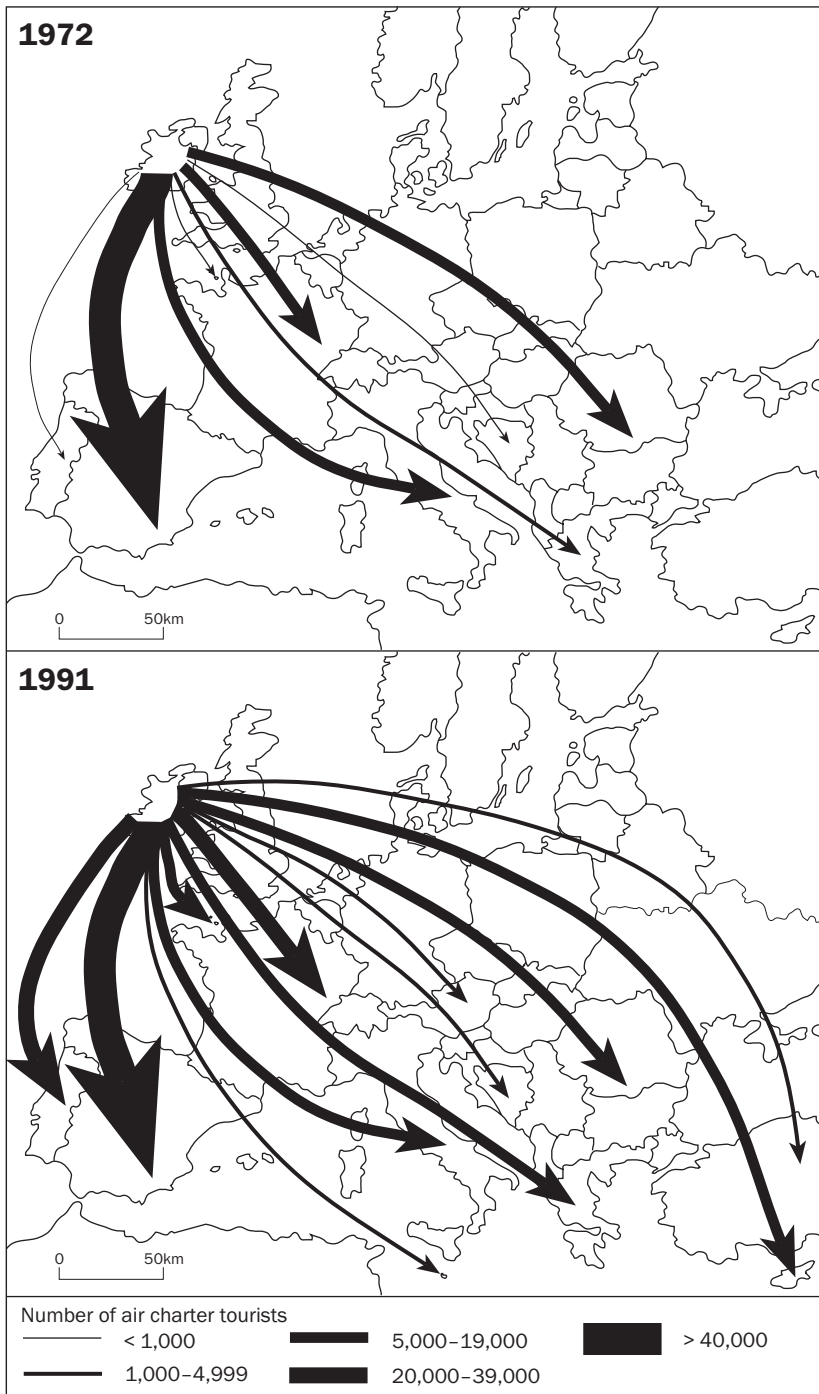 1972
0 50km
1991
0 50km
Number of air charter tourists
< 1,000 5,000–19,000 > 40,000
1,000–4,999 20,000–39,000